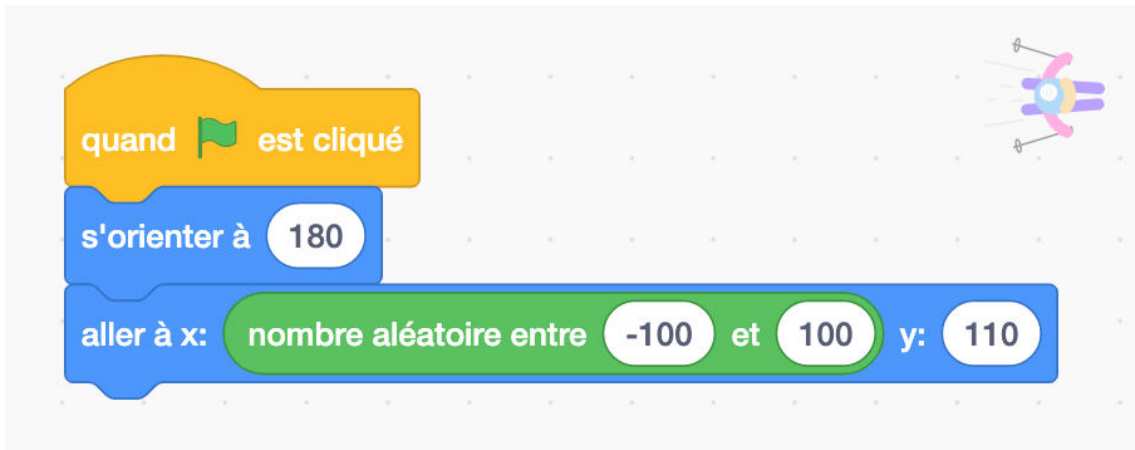 quand est cliqué
s'orienter à 180
aller à x: nombre aléatoire entre -100 et 100 y: 110